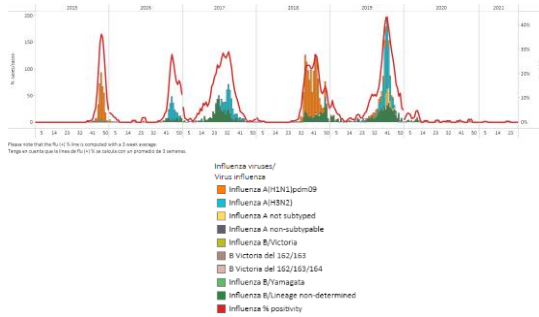 2015 2016 2017 2018 2019 2020 2021
200 40%
150 30%
100 20%
50 10%
0 0%
5 14 23 32 41 50 5 14 23 32 41 50 5 14 23 32 41 50 5 14 23 32 41 50 5 14 23 32 41 50 5 14 23 32 41 50 5 14 23
Please note that the flu (+) % line is computed with a 3 week average.
Tenga en cuenta que la línea de flu (+) % se calcula con un promedio de 3 semanas.
Influenza viruses/
Virus influenza
Influenza A(H1N1)pdm09
Influenza A(H3N2)
Influenza A not subtyped
Influenza A non-subtypable
Influenza B/Victoria
B Victoria del 162/163
B Victoria del 162/163/164
Influenza B/Yamagata
Influenza B/Lineage non-determined
Influenza % positivity